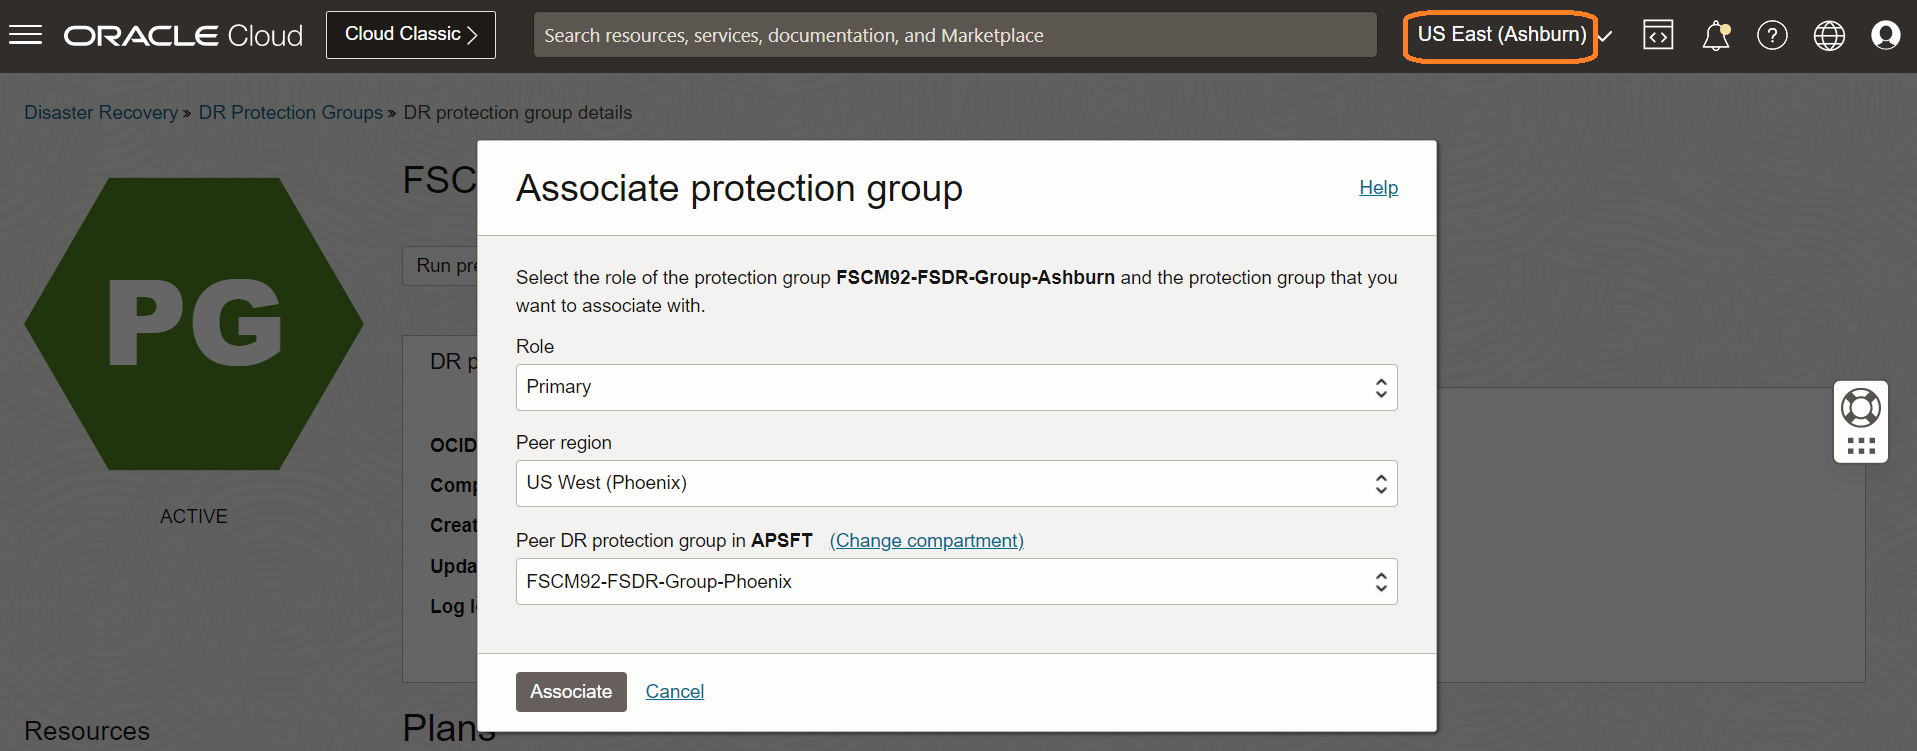 ORACLE Cloud
Cloud Classic
Search resources, services, documentation, and Marketplace
US East (Ashburn)
Disaster Recovery » DR Protection Groups » DR protection group details
PG
ACTIVE
FSC
Run pre
DR p
OCID
Comp
Creat
Upda
Log l
Associate protection group
Help
Select the role of the protection group FSCM92-FSDR-Group-Ashburn and the protection group that you
want to associate with.
Role
Primary
Peer region
US West (Phoenix)
Peer DR protection group in APSFT (Change compartment)
FSCM92-FSDR-Group-Phoenix
Associate Cancel
Resources
Plans